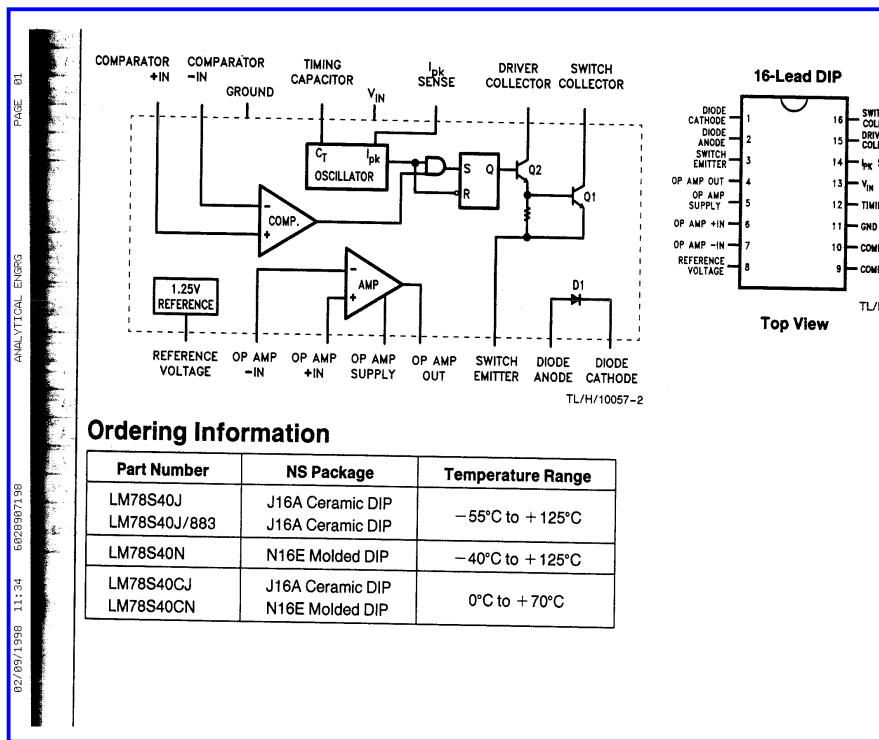 COMPARATOR +IN
COMPARATOR -IN
GROUND
TIMING CAPACITOR
V_IN
I_pk SENSE
DRIVER COLLECTOR
SWITCH COLLECTOR
C_T I_pk
OSCILLATOR
S Q
R
Q2
Q1
COMP.
-
+
AMP
-
+
1.25V REFERENCE
D1
REFERENCE VOLTAGE
OP AMP -IN
OP AMP +IN
OP AMP SUPPLY
OP AMP OUT
SWITCH EMITTER
DIODE ANODE
DIODE CATHODE
TL/H/10057-2
16-Lead DIP
DIODE CATHODE 1
DIODE ANODE 2
SWITCH EMITTER 3
OP AMP OUT 4
OP AMP SUPPLY 5
OP AMP +IN 6
OP AMP -IN 7
REFERENCE VOLTAGE 8
16
15
14 I_PK
13 V_IN
12
11 GND
10
9
Top View
Ordering Information
Part Number NS Package Temperature Range
LM78S40J J16A Ceramic DIP
LM78S40J/883 J16A Ceramic DIP
-55°C to +125°C
LM78S40N N16E Molded DIP -40°C to +125°C
LM78S40CJ J16A Ceramic DIP
LM78S40CN N16E Molded DIP
0°C to +70°C
02/09/1998 11:34 6028907198 ANALYTICAL ENGRG PAGE 01